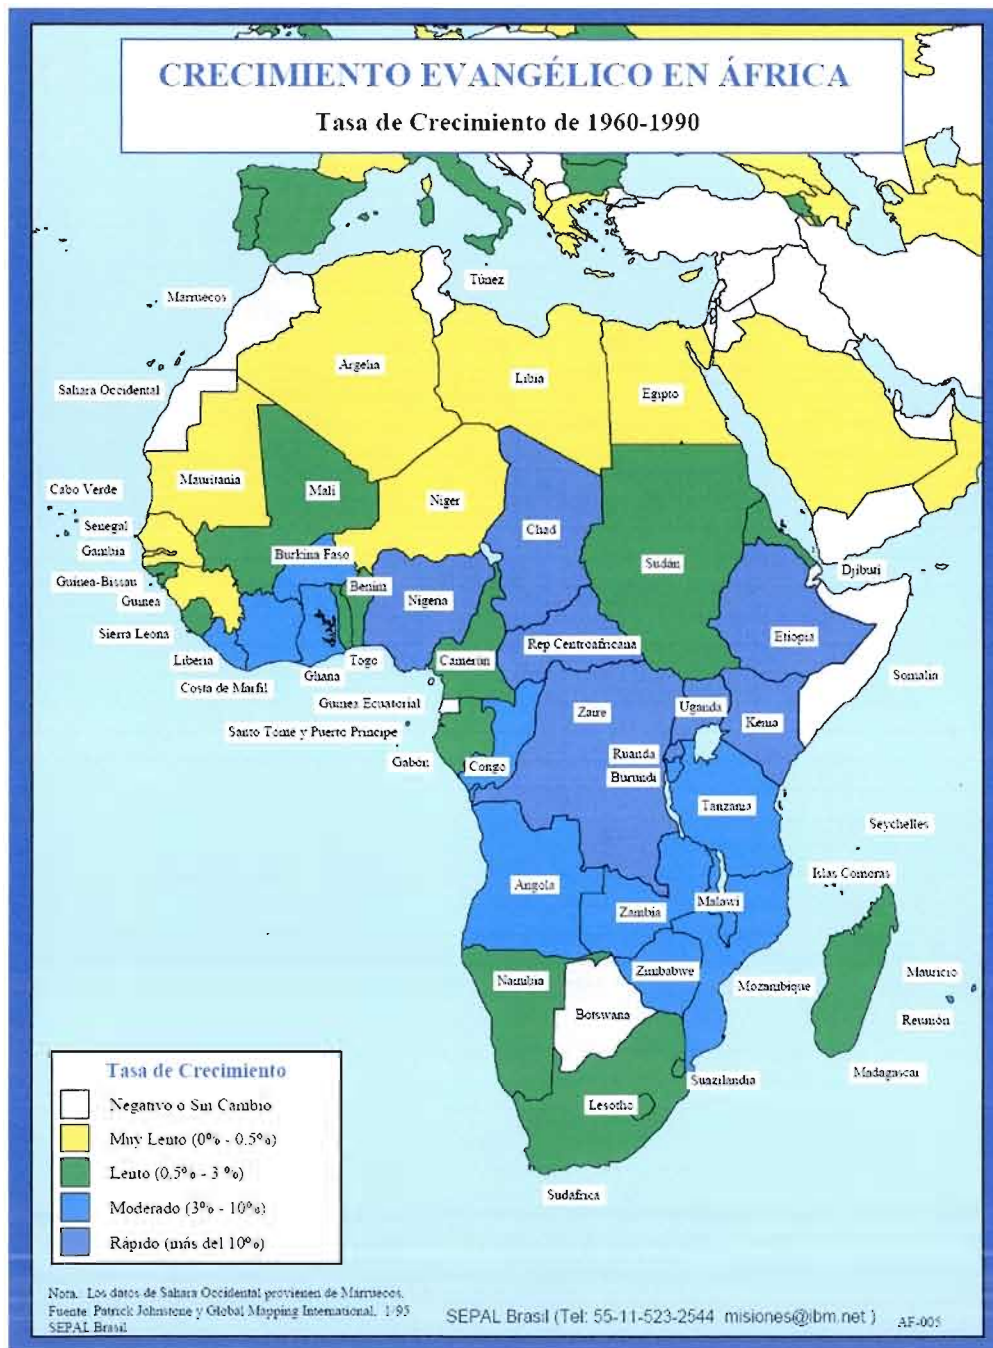 CRECIMIENTO EVANGÉLICO EN ÁFRICA
Tasa de Crecimiento de 1960-1990
Túnez
Marruecos
Argelia
Libia
Egipto
Sahara Occidental
Mauritania
Mali
Niger
Chad
Sudán
Cabo Verde
Senegal
Gambia
Burkina Faso
Djibuti
Guinea-Bissau
Benim
Guinea
Nigeria
Etiopia
Sierra Leona
Rep Centroafricana
Liberia
Togo
Camerun
Somalia
Ghana
Costa de Marfil
Guinea Ecuatorial
Zaire
Uganda
Kenia
Santo Tome y Puerto Principe
Ruanda
Gabon
Congo
Burundi
Tanzania
Seychelles
Islas Comoras
Angola
Malawi
Zambia
Zimbabwe
Mauricio
Namibia
Mozambique
Botswana
Reunión
Madagascar
Suazilandia
Lesotho
Sudafrica
Tasa de Crecimiento
Negativo o Sin Cambio
Muy Lento (0% - 0.5%)
Lento (0.5% - 3 %)
Moderado (3% - 10%)
Rápido (más del 10%)
Nota. Los datos de Sahara Occidental provienen de Marruecos.
Fuente Patrick Johnstone y Global Mapping International, 1/95
SEPAL Brasil
SEPAL Brasil (Tel: 55-11-523-2544 misiones@ibm.net )
AF-005